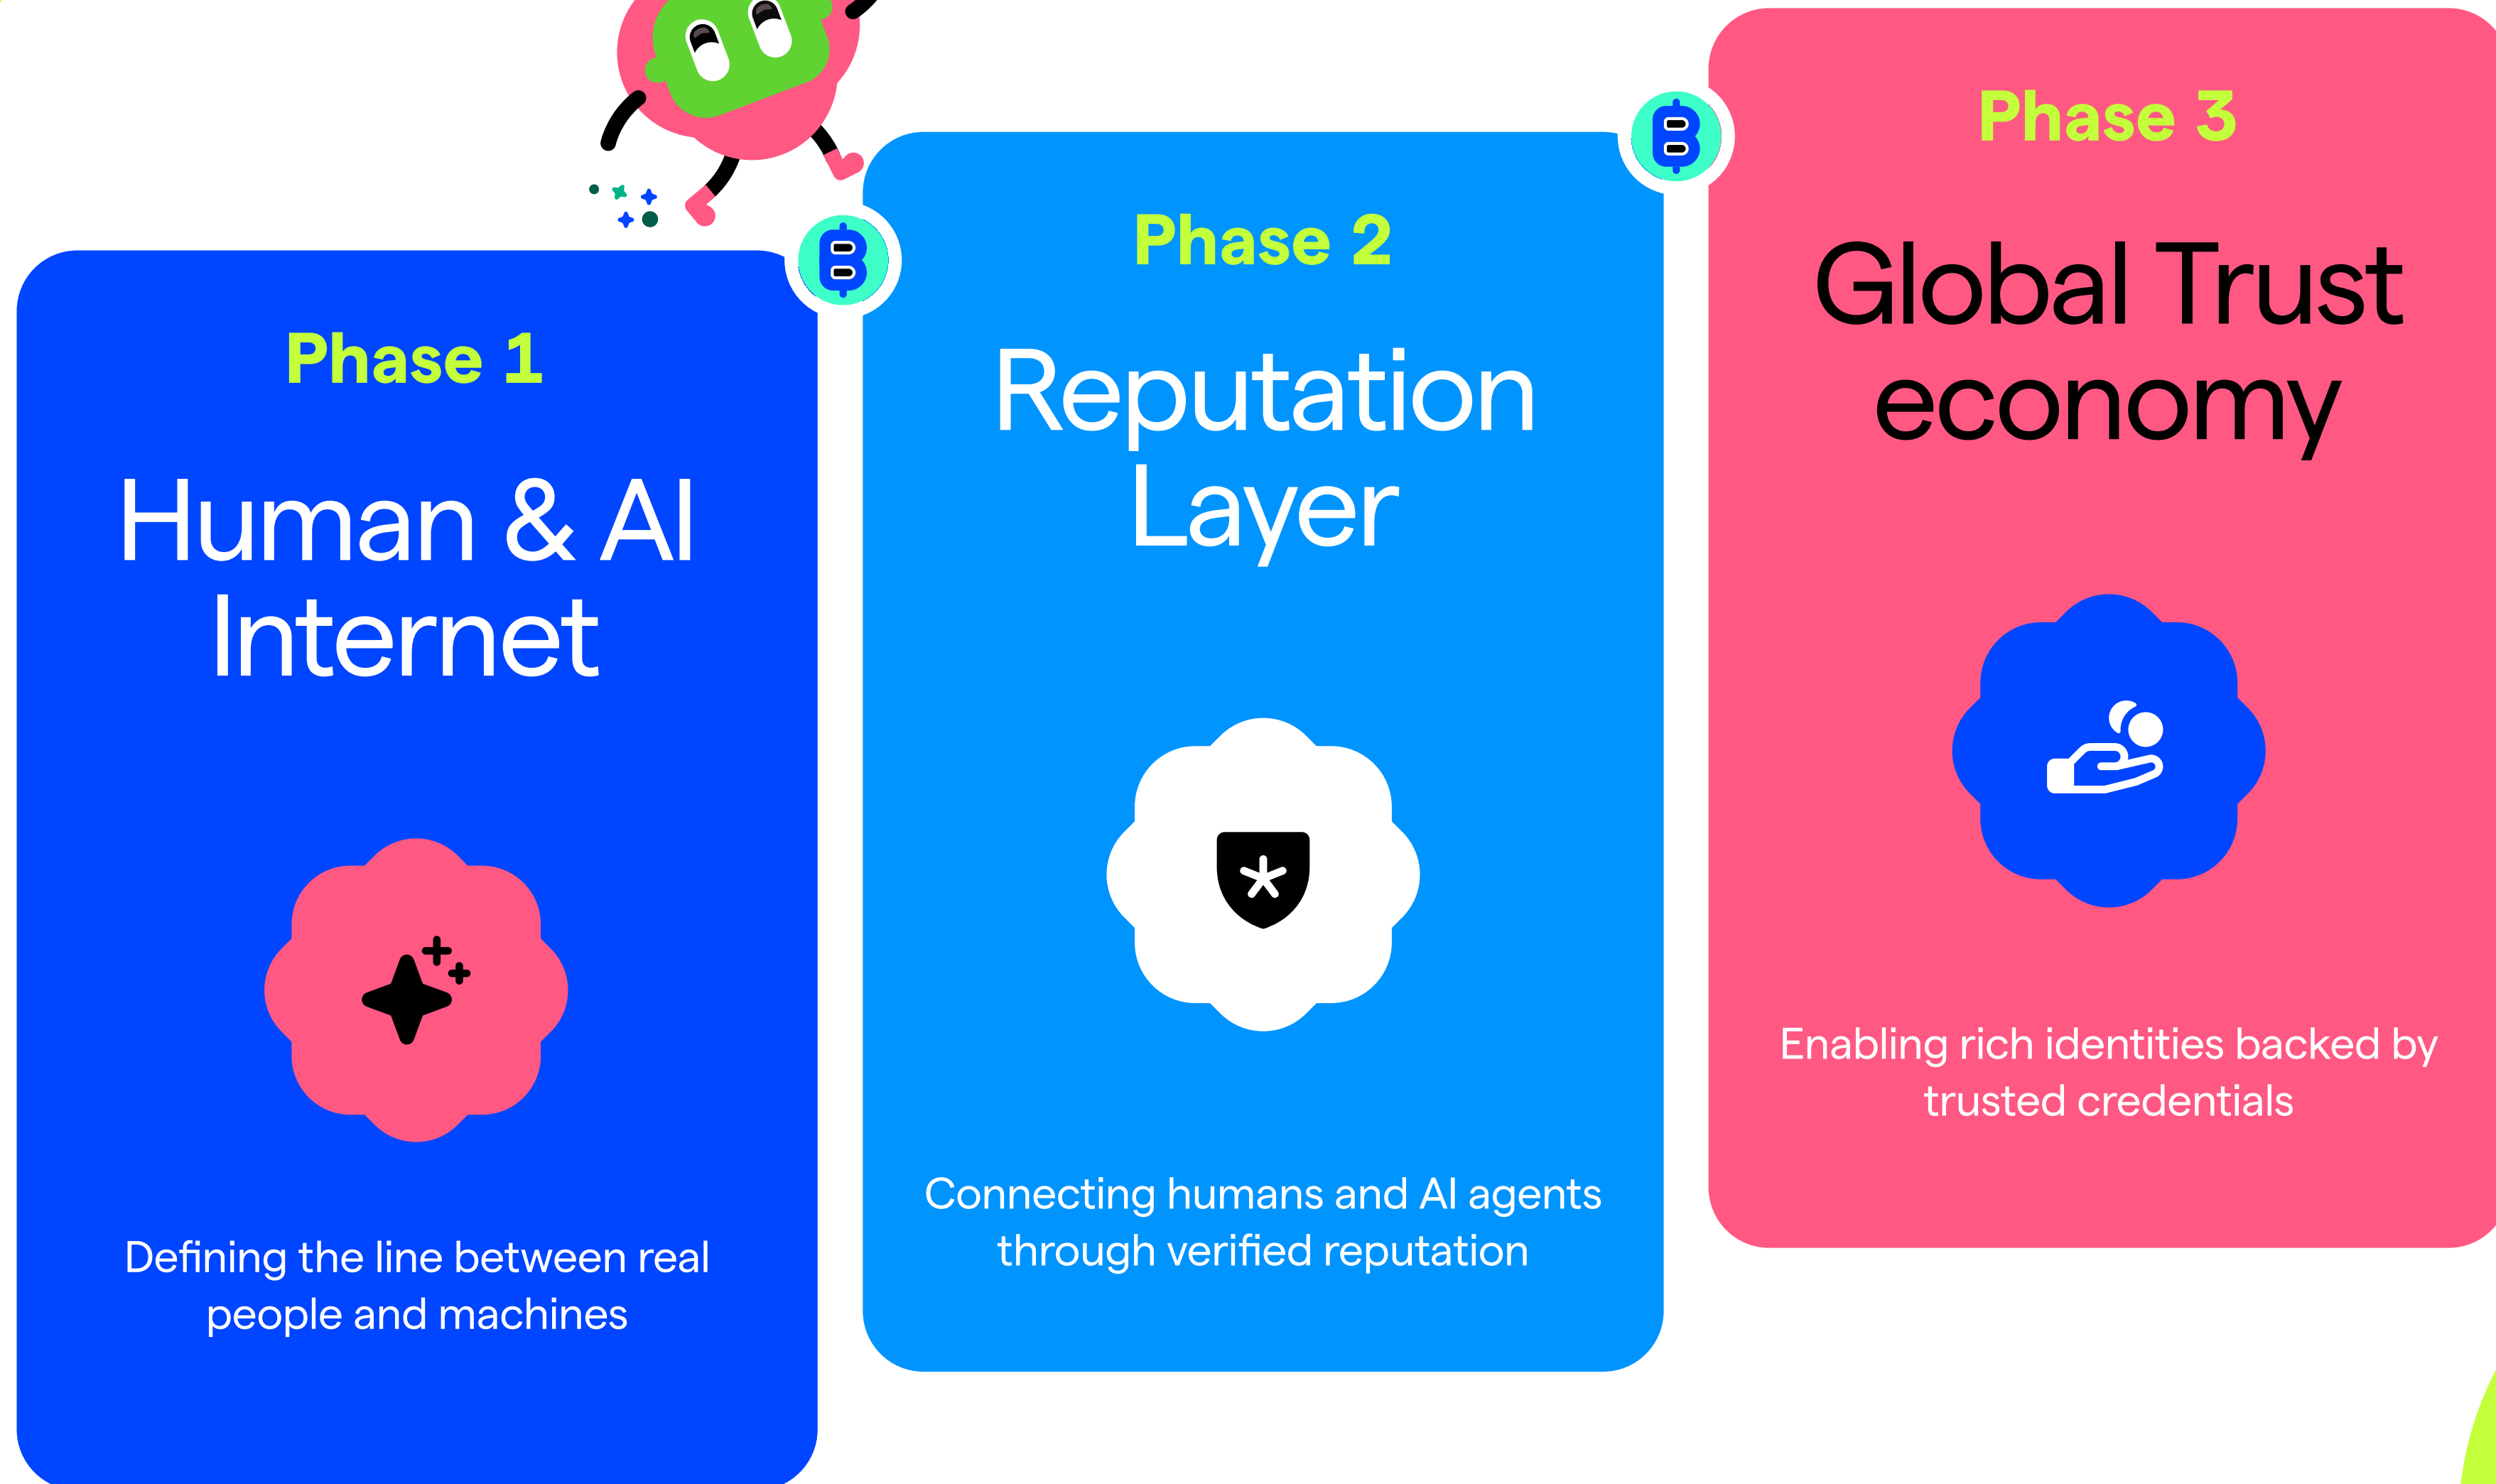 Phase 1
Human & AI
Internet
Defining the line between real
people and machines
Phase 2
Reputation
Layer
Connecting humans and AI agents
through verified reputation
Phase 3
Global Trust
economy
Enabling rich identities backed by
trusted credentials